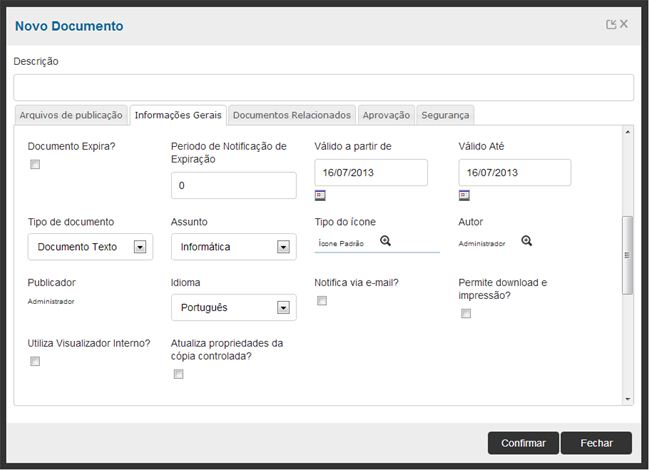 Novo Documento
Descrição
Arquivos de publicação Informações Gerais Documentos Relacionados Aprovação Segurança
Documento Expira? Periodo de Notificação de Expiração Válido a partir de Válido Até
0 16/07/2013 16/07/2013
Tipo de documento Assunto Tipo do ícone Autor
Documento Texto Informática Ícone Padrão Administrador
Publicador Idioma Notifica via e-mail? Permite download e impressão?
Administrador Português
Utiliza Visualizador Interno? Atualiza propriedades da cópia controlada?
Confirmar Fechar